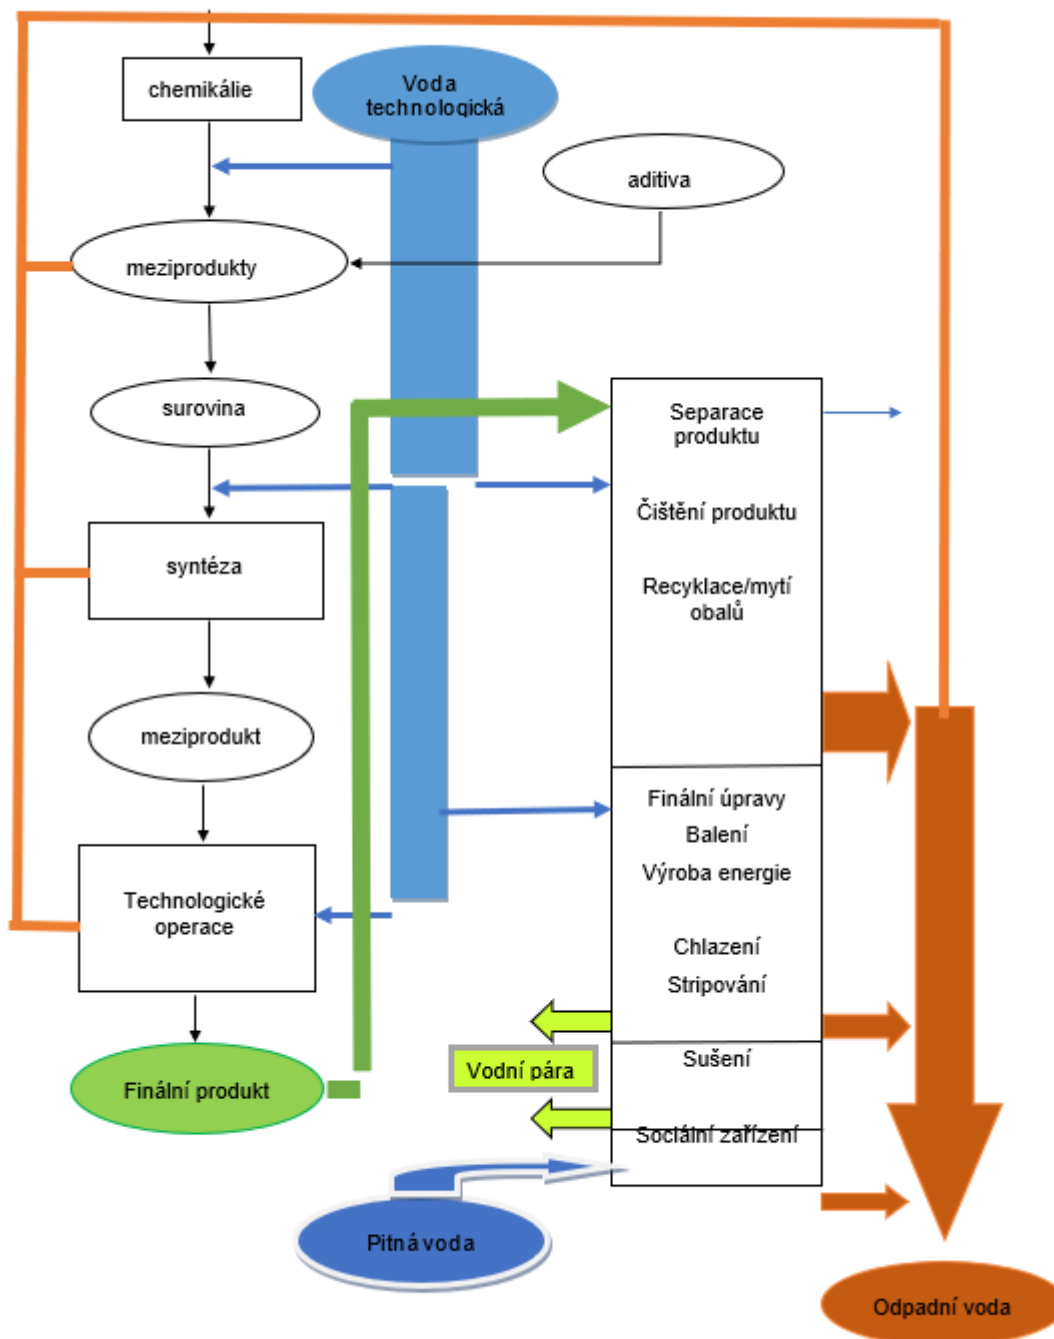 chemikálie
Voda
technologická
aditiva
meziprodukty
surovina
Separace
produktu
Čištění produktu
syntéza
Recyklace/mytí
obalů
meziprodukt
Finální úpravy
Balení
Výroba energie
Technologické
operace
Chlazení
Stripování
Vodní pára
Sušení
Finální produkt
Sociální zařízení
Pitná voda
Odpadní voda